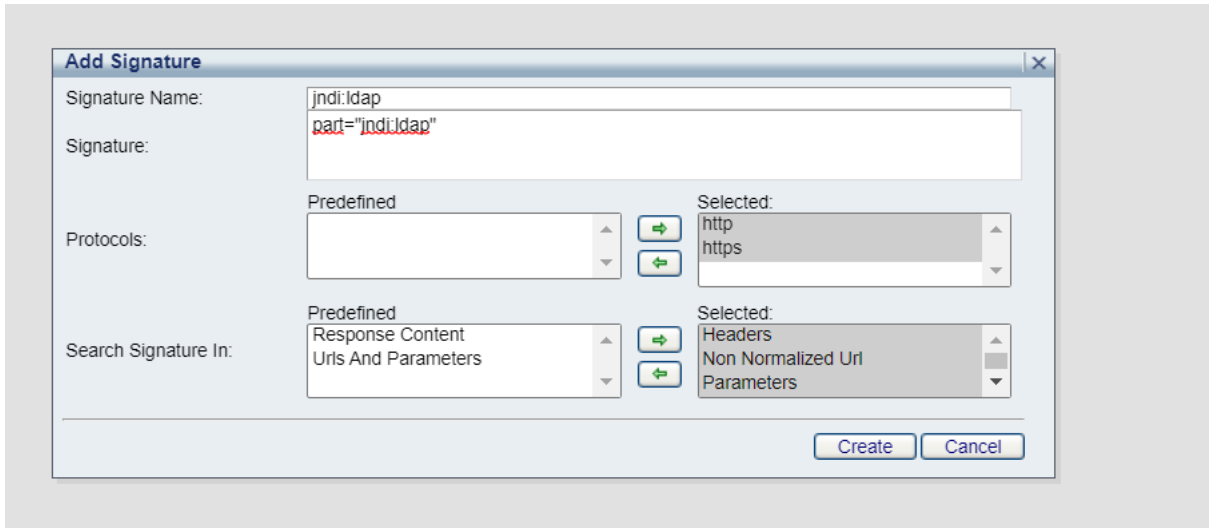 Add Signature
Signature Name:
jndi:ldap
Signature:
part="jndi:ldap"
Predefined
Selected:
Protocols:
http
https
Predefined
Selected:
Search Signature In:
Response Content
Urls And Parameters
Headers
Non Normalized Url
Parameters
Create
Cancel